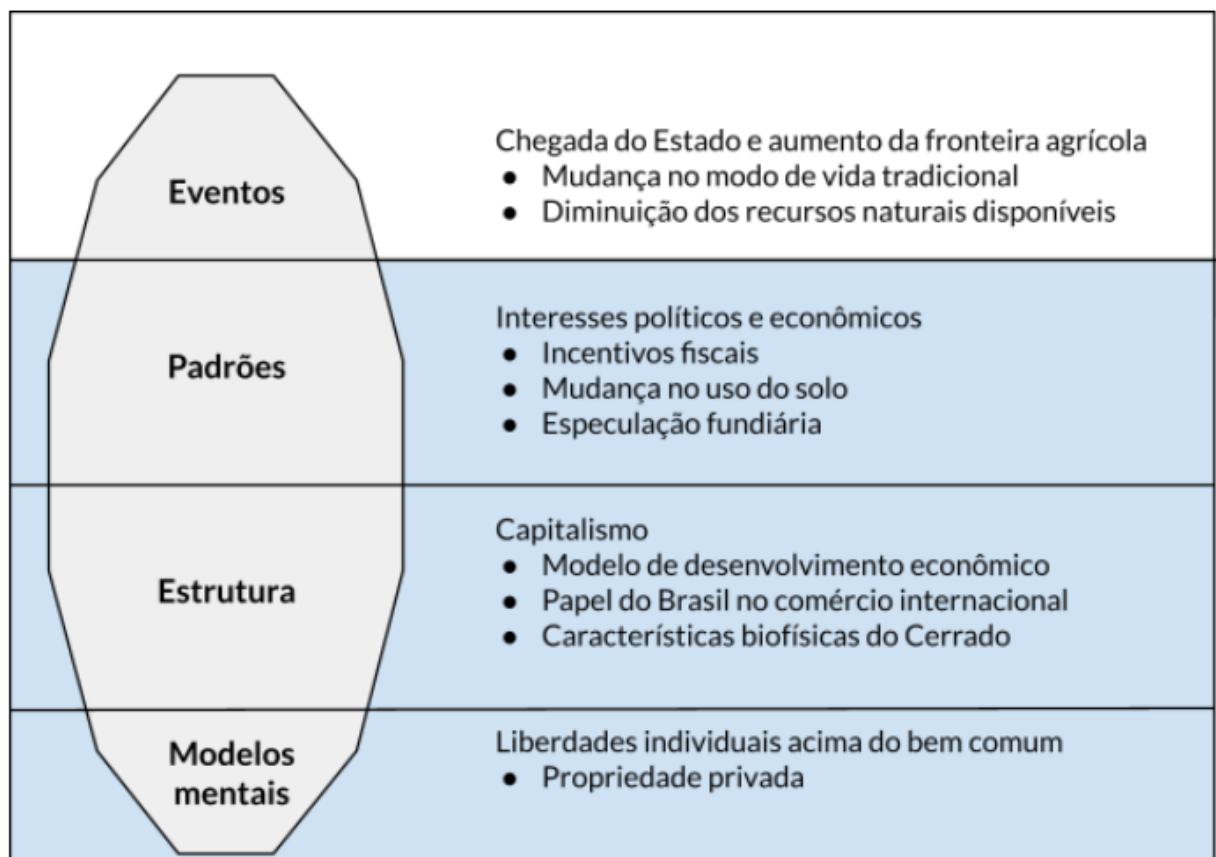 Eventos
Chegada do Estado e aumento da fronteira agrícola
● Mudança no modo de vida tradicional
● Diminuição dos recursos naturais disponíveis
Padrões
Interesses políticos e econômicos
● Incentivos fiscais
● Mudança no uso do solo
● Especulação fundiária
Estrutura
Capitalismo
● Modelo de desenvolvimento econômico
● Papel do Brasil no comércio internacional
● Características biofísicas do Cerrado
Modelos
mentais
Liberdades individuais acima do bem comum
● Propriedade privada